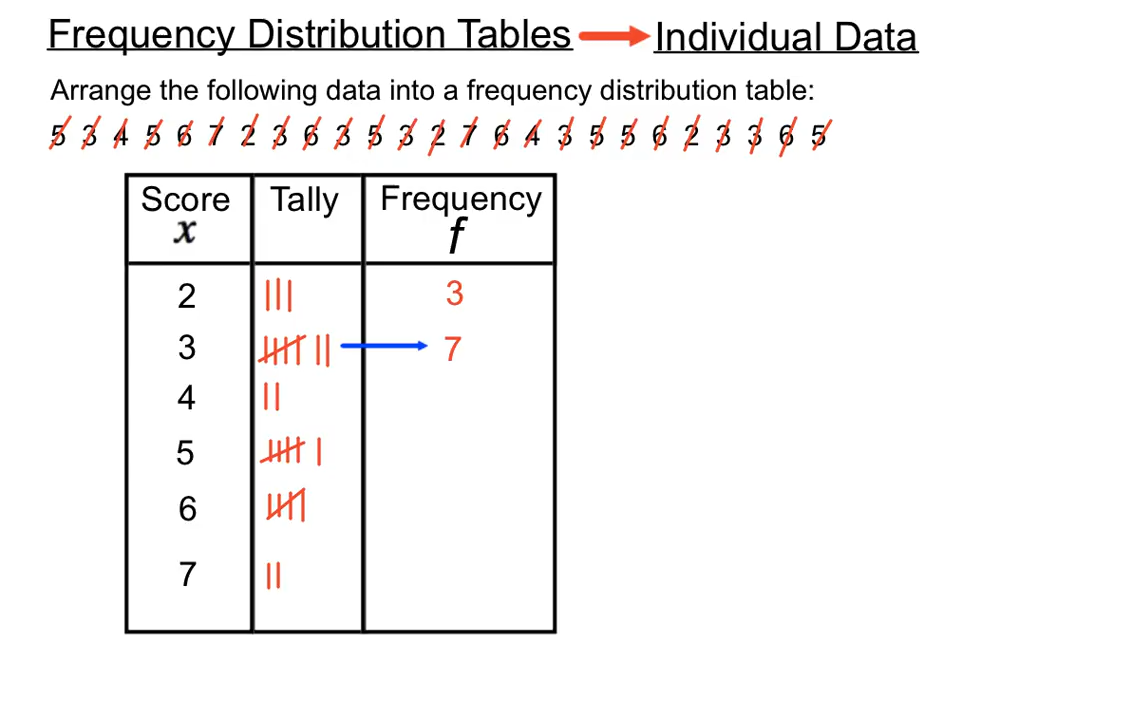 Frequency Distribution Tables Individual Data
Arrange the following data into a frequency distribution table:
5 3 4 5 6 7 2 3 6 3 5 3 2 7 6 4 3 5 5 6 2 3 3 6 5
Score Tally Frequency
x f
2 3
3 7
4
5
6
7